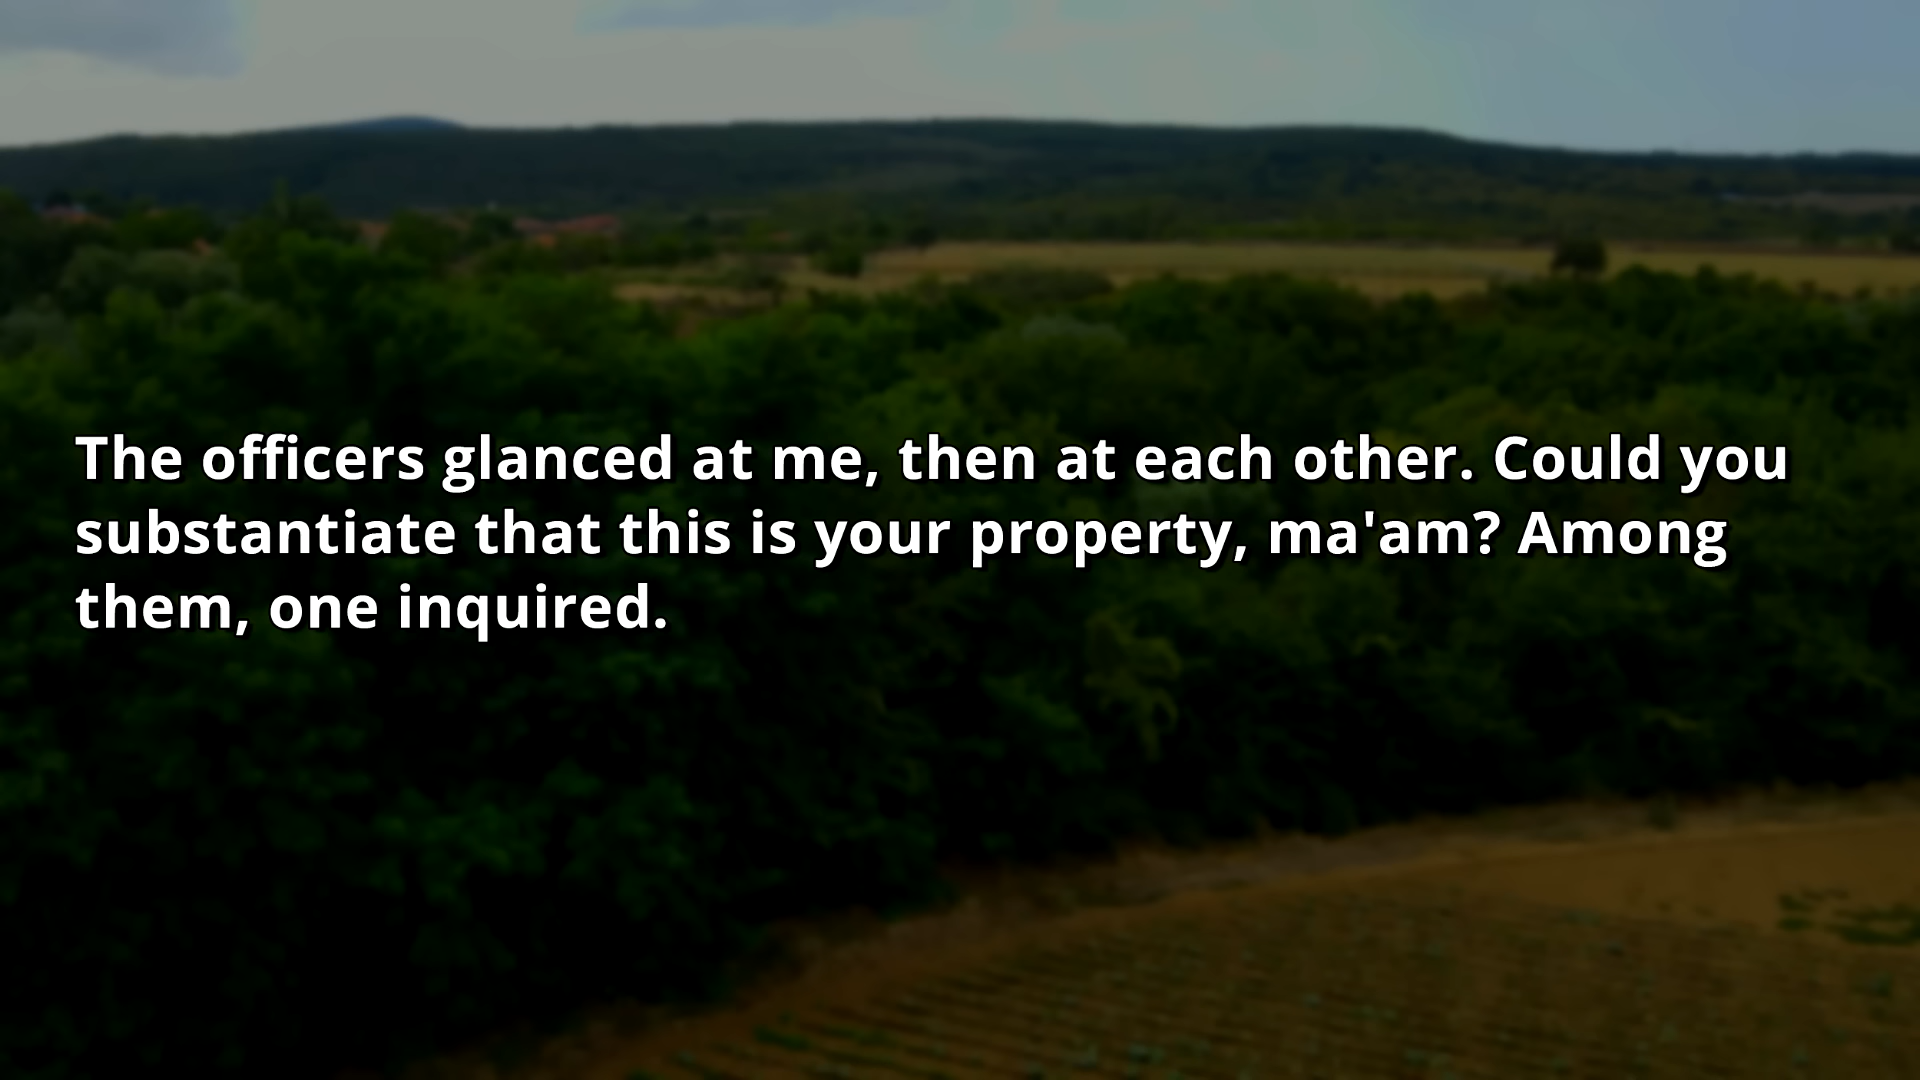 The officers glanced at me, then at each other. Could you
substantiate that this is your property, ma'am? Among
them, one inquired.